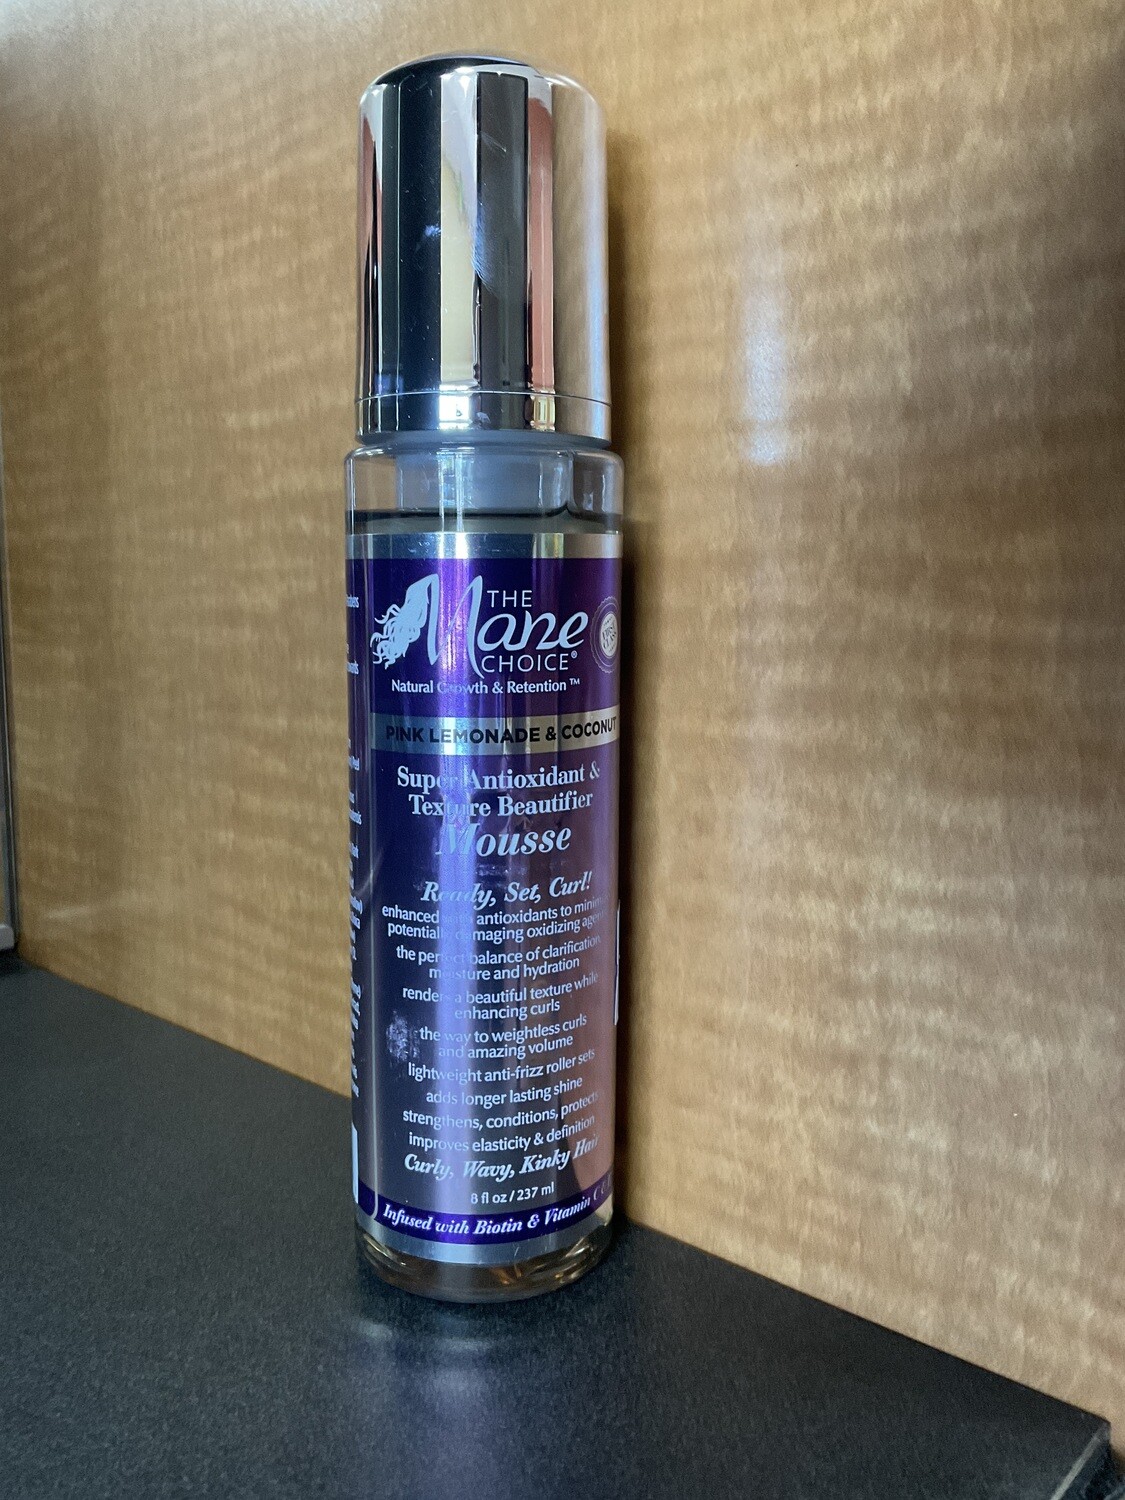 THE
Mane
CHOICE®
Natural Growth & Retention™
PINK LEMONADE & COCONUT
Super Antioxidant &
Texture Beautifier
Mousse
Ready, Set, Curl!
enhanced with antioxidants to
potentially damaging oxidizing
the perfect balance of clarification,
moisture and hydration
renders a beautiful texture while
enhancing curls
the way to weightless curls
and amazing volume
lightweight anti-frizz roller sets
adds longer lasting shine
strengthens, conditions, protects
improves elasticity & definition
Curly, Wavy, Kinky Hair
8 fl oz / 237 ml
Infused with Biotin & Vitamin